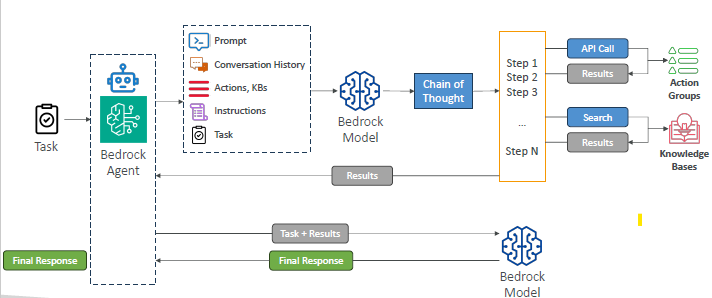 Task
Bedrock
Agent
Prompt
Conversation History
Actions, KBs
Instructions
Task
Bedrock
Model
Chain of
Thought
Step 1
Step 2
Step 3
...
Step N
API Call
Results
Action
Groups
Search
Results
Knowledge
Bases
Results
Task + Results
Bedrock
Model
Final Response
Final Response